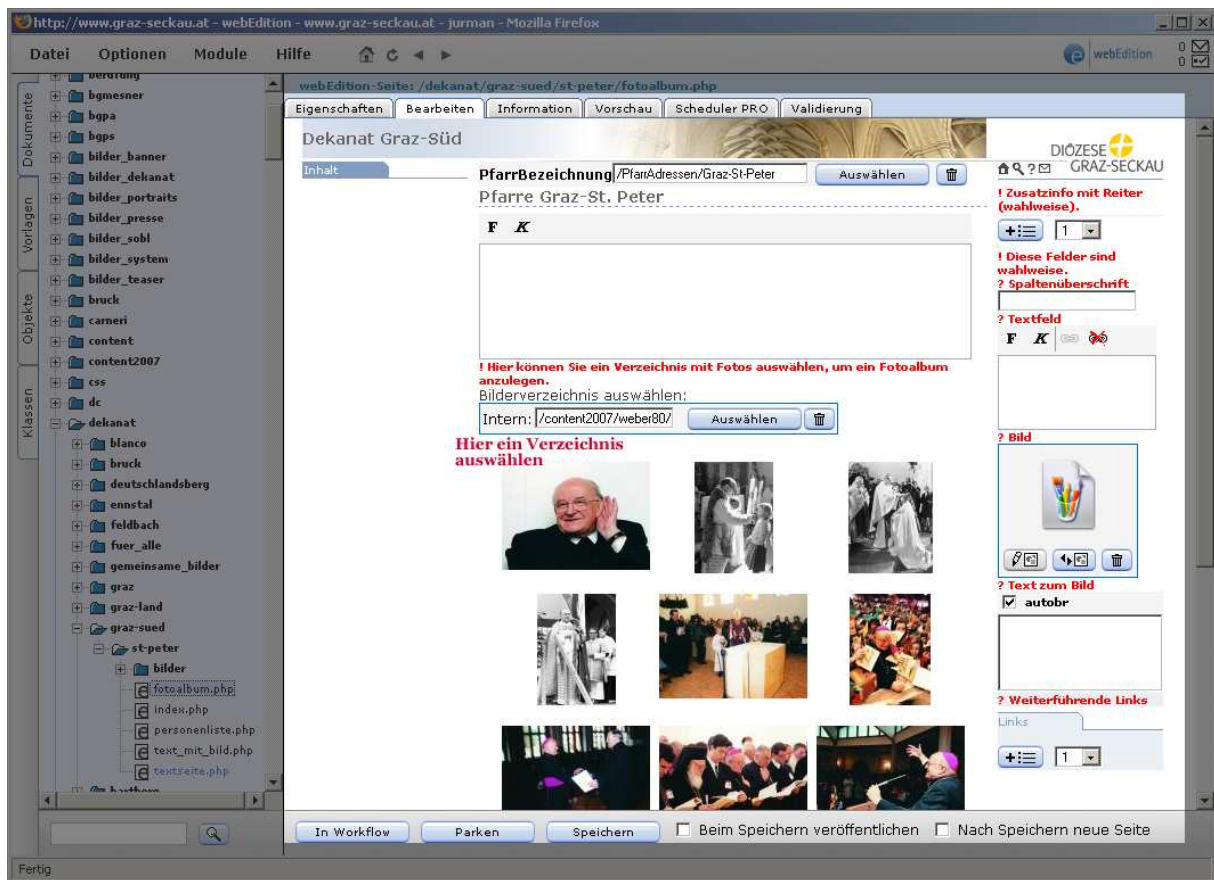 http://www.graz-seckau.at - webEdition - www.graz-seckau.at - jurman - Mozilla Firefox
Datei Optionen Module Hilfe
webEdition
0
0
Dokumente
Vorlagen
Objekte
Klassen
berufung
bgmesner
bgpa
bgps
bilder_banner
bilder_dekanat
bilder_portraits
bilder_presse
bilder_sobl
bilder_system
bilder_teaser
bruck
carneri
content
content2007
css
dc
dekanat
blanco
bruck
deutschlandsberg
ennstal
feldbach
fuer_alle
gemeinsame_bilder
graz
graz-land
graz-sued
st-peter
bilder
fotoalbum.php
index.php
personenliste.php
text_mit_bild.php
textseite.php
hartberg
webEdition-Seite: /dekanat/graz-sued/st-peter/fotoalbum.php
Eigenschaften Bearbeiten Information Vorschau Scheduler PRO Validierung
Dekanat Graz-Süd
DIÖZESE
GRAZ-SECKAU
Inhalt
PfarrBezeichnung /PfarAdressen/Graz-St-Peter Auswählen
Pfarre Graz-St. Peter
F K
! Hier können Sie ein Verzeichnis mit Fotos auswählen, um ein Fotoalbum
anzulegen.
Bilderverzeichnis auswählen:
Intern: /content2007/weber80/ Auswählen
Hier ein Verzeichnis
auswählen
! Zusatzinfo mit Reiter
(wahlweise).
1
! Diese Felder sind
wahlweise.
? Spaltenüberschrift
? Textfeld
F K
? Bild
? Text zum Bild
autobr
? Weiterführende Links
Links
1
In Workflow Parken Speichern Beim Speichern veröffentlichen Nach Speichern neue Seite
Fertig